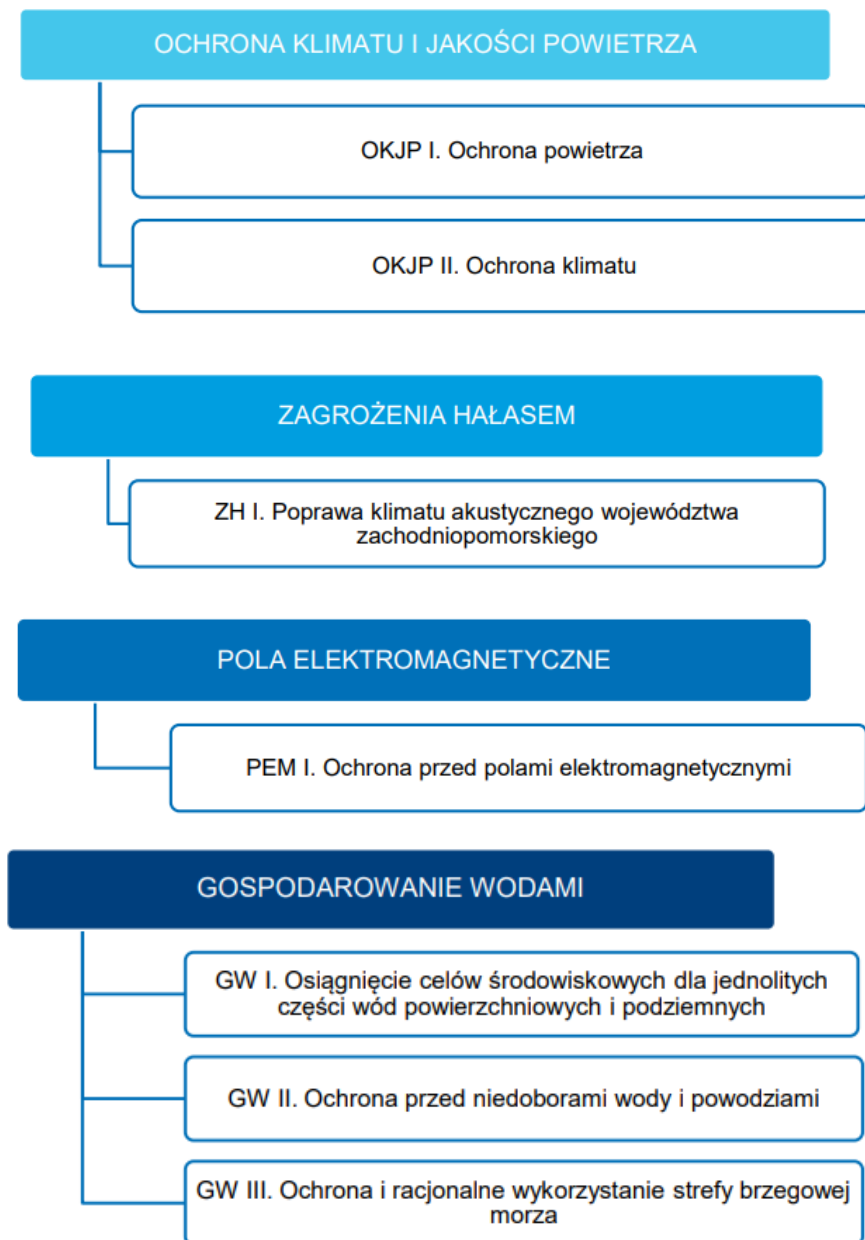 OCHRONA KLIMATU I JAKOŚCI POWIETRZA
OKJP I. Ochrona powietrza
OKJP II. Ochrona klimatu
ZAGROŻENIA HAŁASEM
ZH I. Poprawa klimatu akustycznego województwa
zachodniopomorskiego
POLA ELEKTROMAGNETYCZNE
PEM I. Ochrona przed polami elektromagnetycznymi
GOSPODAROWANIE WODAMI
GW I. Osiągnięcie celów środowiskowych dla jednolitych
części wód powierzchniowych i podziemnych
GW II. Ochrona przed niedoborami wody i powodziami
GW III. Ochrona i racjonalne wykorzystanie strefy brzegowej
morza